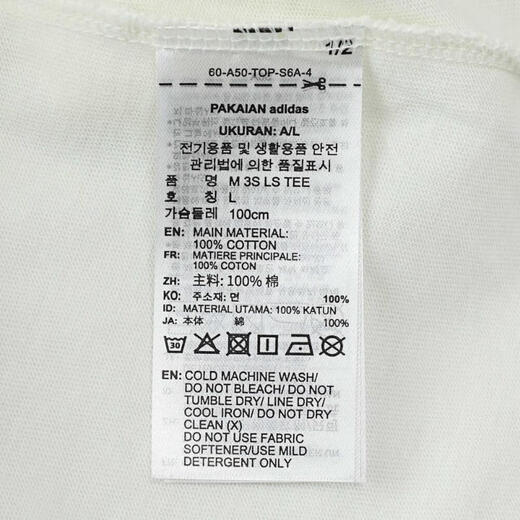 1/2
60-A50-TOP-S6A-4
PAKAIAN adidas
UKURAN: A/L
전기용품 및 생활용품 안전
관리법에 의한 품질표시
품 명 M 3S LS TEE
호 칭 L
가슴둘레 100cm
EN: MAIN MATERIAL:
100% COTTON
FR: MATIERE PRINCIPALE:
100% COTON
ZH: 主料: 100% 棉
KO: 주소재: 면 100%
ID: MATERIAL UTAMA: 100% KATUN
JA: 本体 綿 100%
30
EN: COLD MACHINE WASH/
DO NOT BLEACH/ DO NOT
TUMBLE DRY/ LINE DRY/
COOL IRON/ DO NOT DRY
CLEAN (X)
DO NOT USE FABRIC
SOFTENER/USE MILD
DETERGENT ONLY